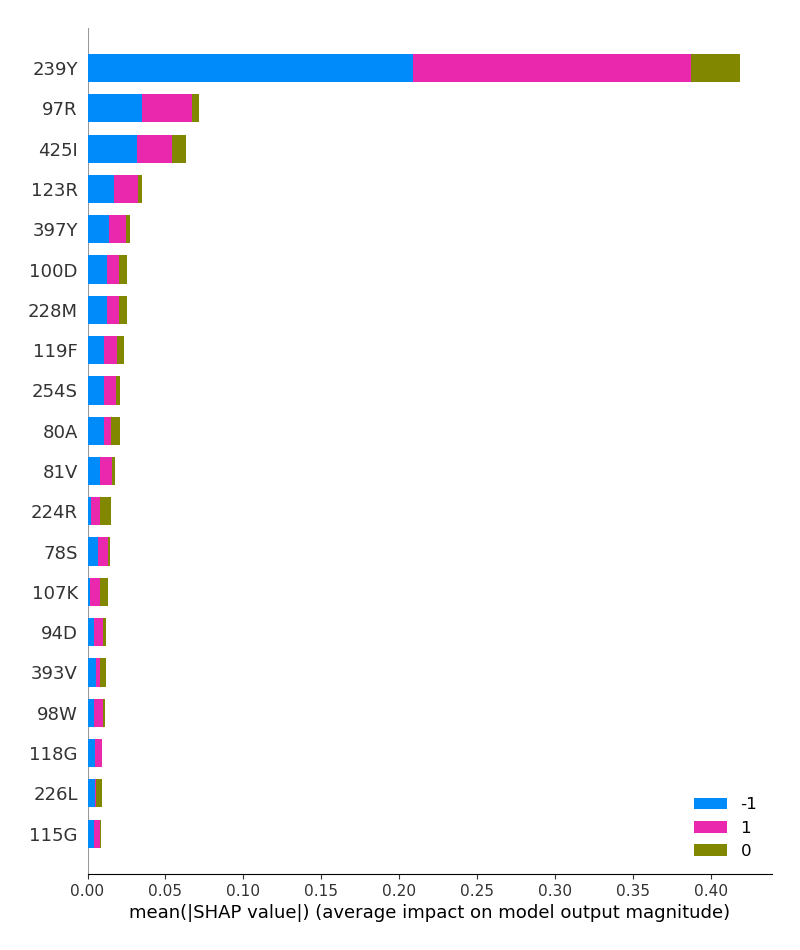 239Y
97R
425I
123R
397Y
100D
228M
119F
254S
80A
81V
224R
78S
107K
94D
393V
98W
118G
226L
115G
-1
1
0
0.00 0.05 0.10 0.15 0.20 0.25 0.30 0.35 0.40
mean(|SHAP value|) (average impact on model output magnitude)